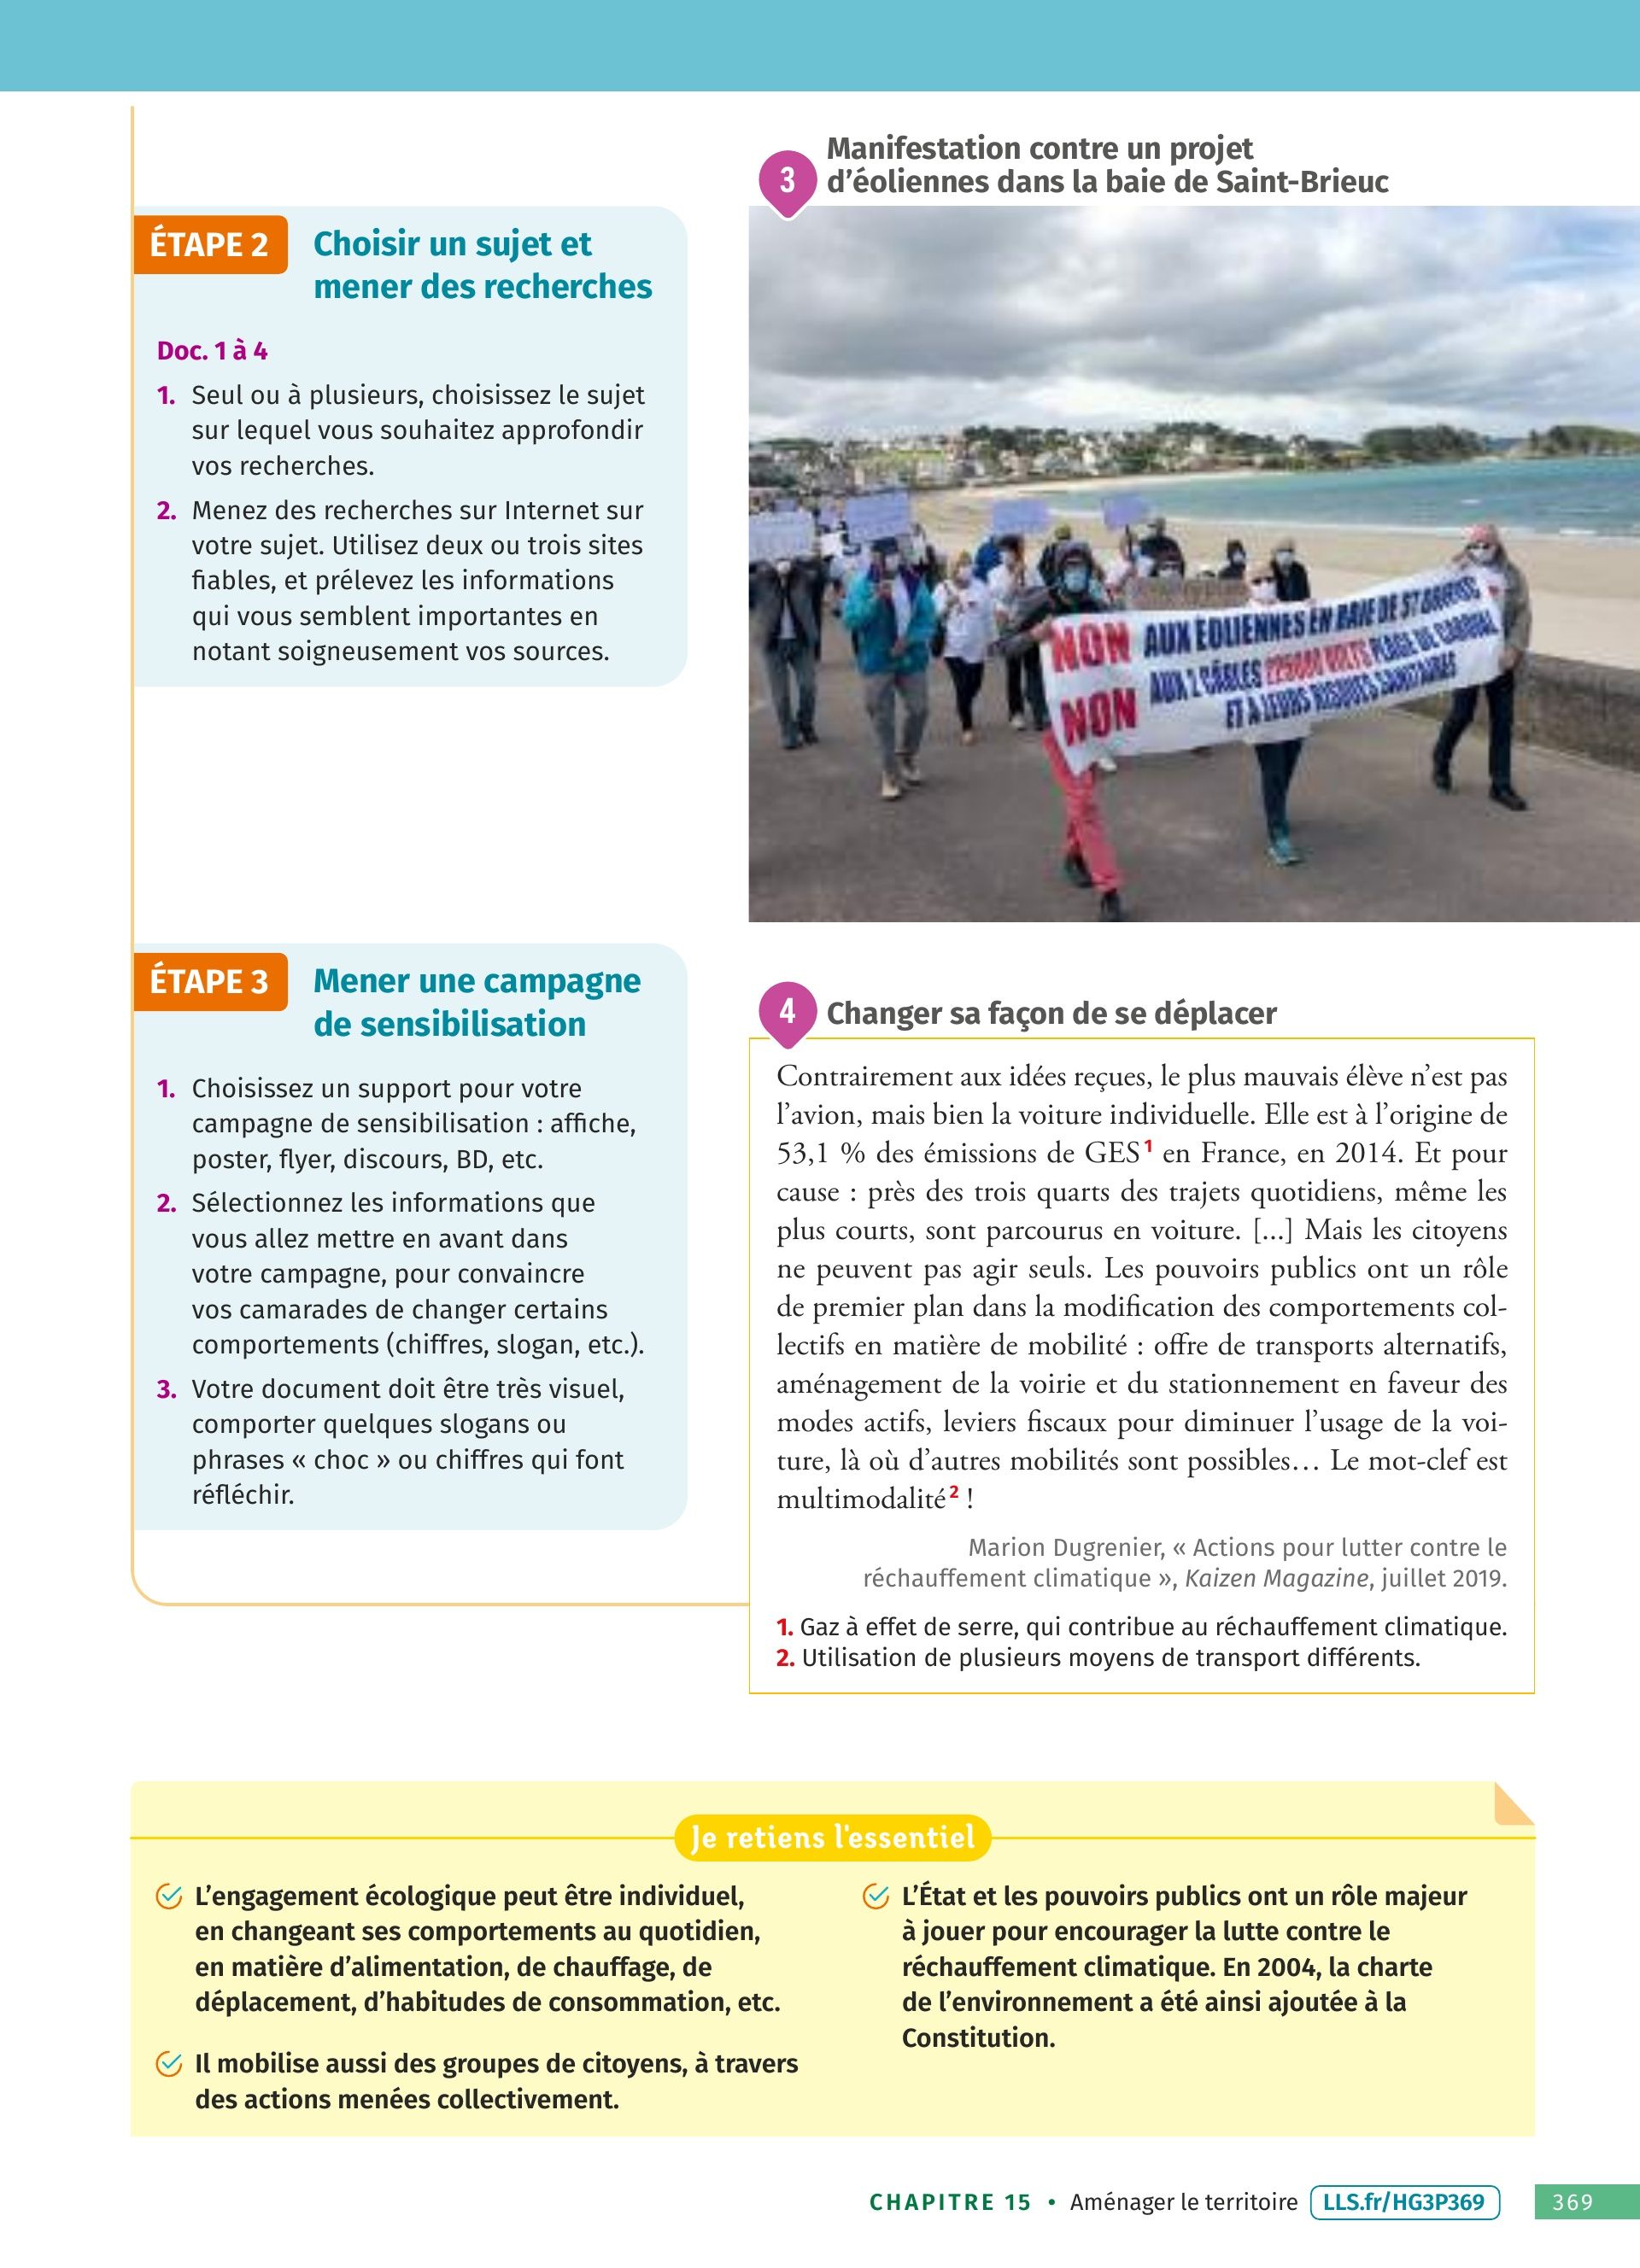 ÉTAPE 2
Choisir un sujet et
mener des recherches
Doc. 1 à 4
1. Seul ou à plusieurs, choisissez le sujet
sur lequel vous souhaitez approfondir
vos recherches.
2. Menez des recherches sur Internet sur
votre sujet. Utilisez deux ou trois sites
fiables, et prélevez les informations
qui vous semblent importantes en
notant soigneusement vos sources.
ÉTAPE 3
Mener une campagne
de sensibilisation
1. Choisissez un support pour votre
campagne de sensibilisation : affiche,
poster, flyer, discours, BD, etc.
2. Sélectionnez les informations que
vous allez mettre en avant dans
votre campagne, pour convaincre
vos camarades de changer certains
comportements (chiffres, slogan, etc.).
3. Votre document doit être très visuel,
comporter quelques slogans ou
phrases « choc » ou chiffres qui font
réfléchir.
3
Manifestation contre un projet
d’éoliennes dans la baie de Saint-Brieuc
NON AUX EOLIENNES EN BAIE DE ST BRIEUC
NON AUX 2 CÂBLES 225000 VOLTS PLAGE DE CAROUAL
ET A LEURS RISQUES SANITAIRES
4
Changer sa façon de se déplacer
Contrairement aux idées reçues, le plus mauvais élève n’est pas
l’avion, mais bien la voiture individuelle. Elle est à l’origine de
53,1 % des émissions de GES1 en France, en 2014. Et pour
cause : près des trois quarts des trajets quotidiens, même les
plus courts, sont parcourus en voiture. [...] Mais les citoyens
ne peuvent pas agir seuls. Les pouvoirs publics ont un rôle
de premier plan dans la modification des comportements col-
lectifs en matière de mobilité : offre de transports alternatifs,
aménagement de la voirie et du stationnement en faveur des
modes actifs, leviers fiscaux pour diminuer l’usage de la voi-
ture, là où d’autres mobilités sont possibles… Le mot-clef est
multimodalité2 !
Marion Dugrenier, « Actions pour lutter contre le
réchauffement climatique », Kaizen Magazine, juillet 2019.
1. Gaz à effet de serre, qui contribue au réchauffement climatique.
2. Utilisation de plusieurs moyens de transport différents.
Je retiens l'essentiel
L’engagement écologique peut être individuel,
en changeant ses comportements au quotidien,
en matière d’alimentation, de chauffage, de
déplacement, d’habitudes de consommation, etc.
Il mobilise aussi des groupes de citoyens, à travers
des actions menées collectivement.
L’État et les pouvoirs publics ont un rôle majeur
à jouer pour encourager la lutte contre le
réchauffement climatique. En 2004, la charte
de l’environnement a été ainsi ajoutée à la
Constitution.
CHAPITRE 15 • Aménager le territoire LLS.fr/HG3P369 369